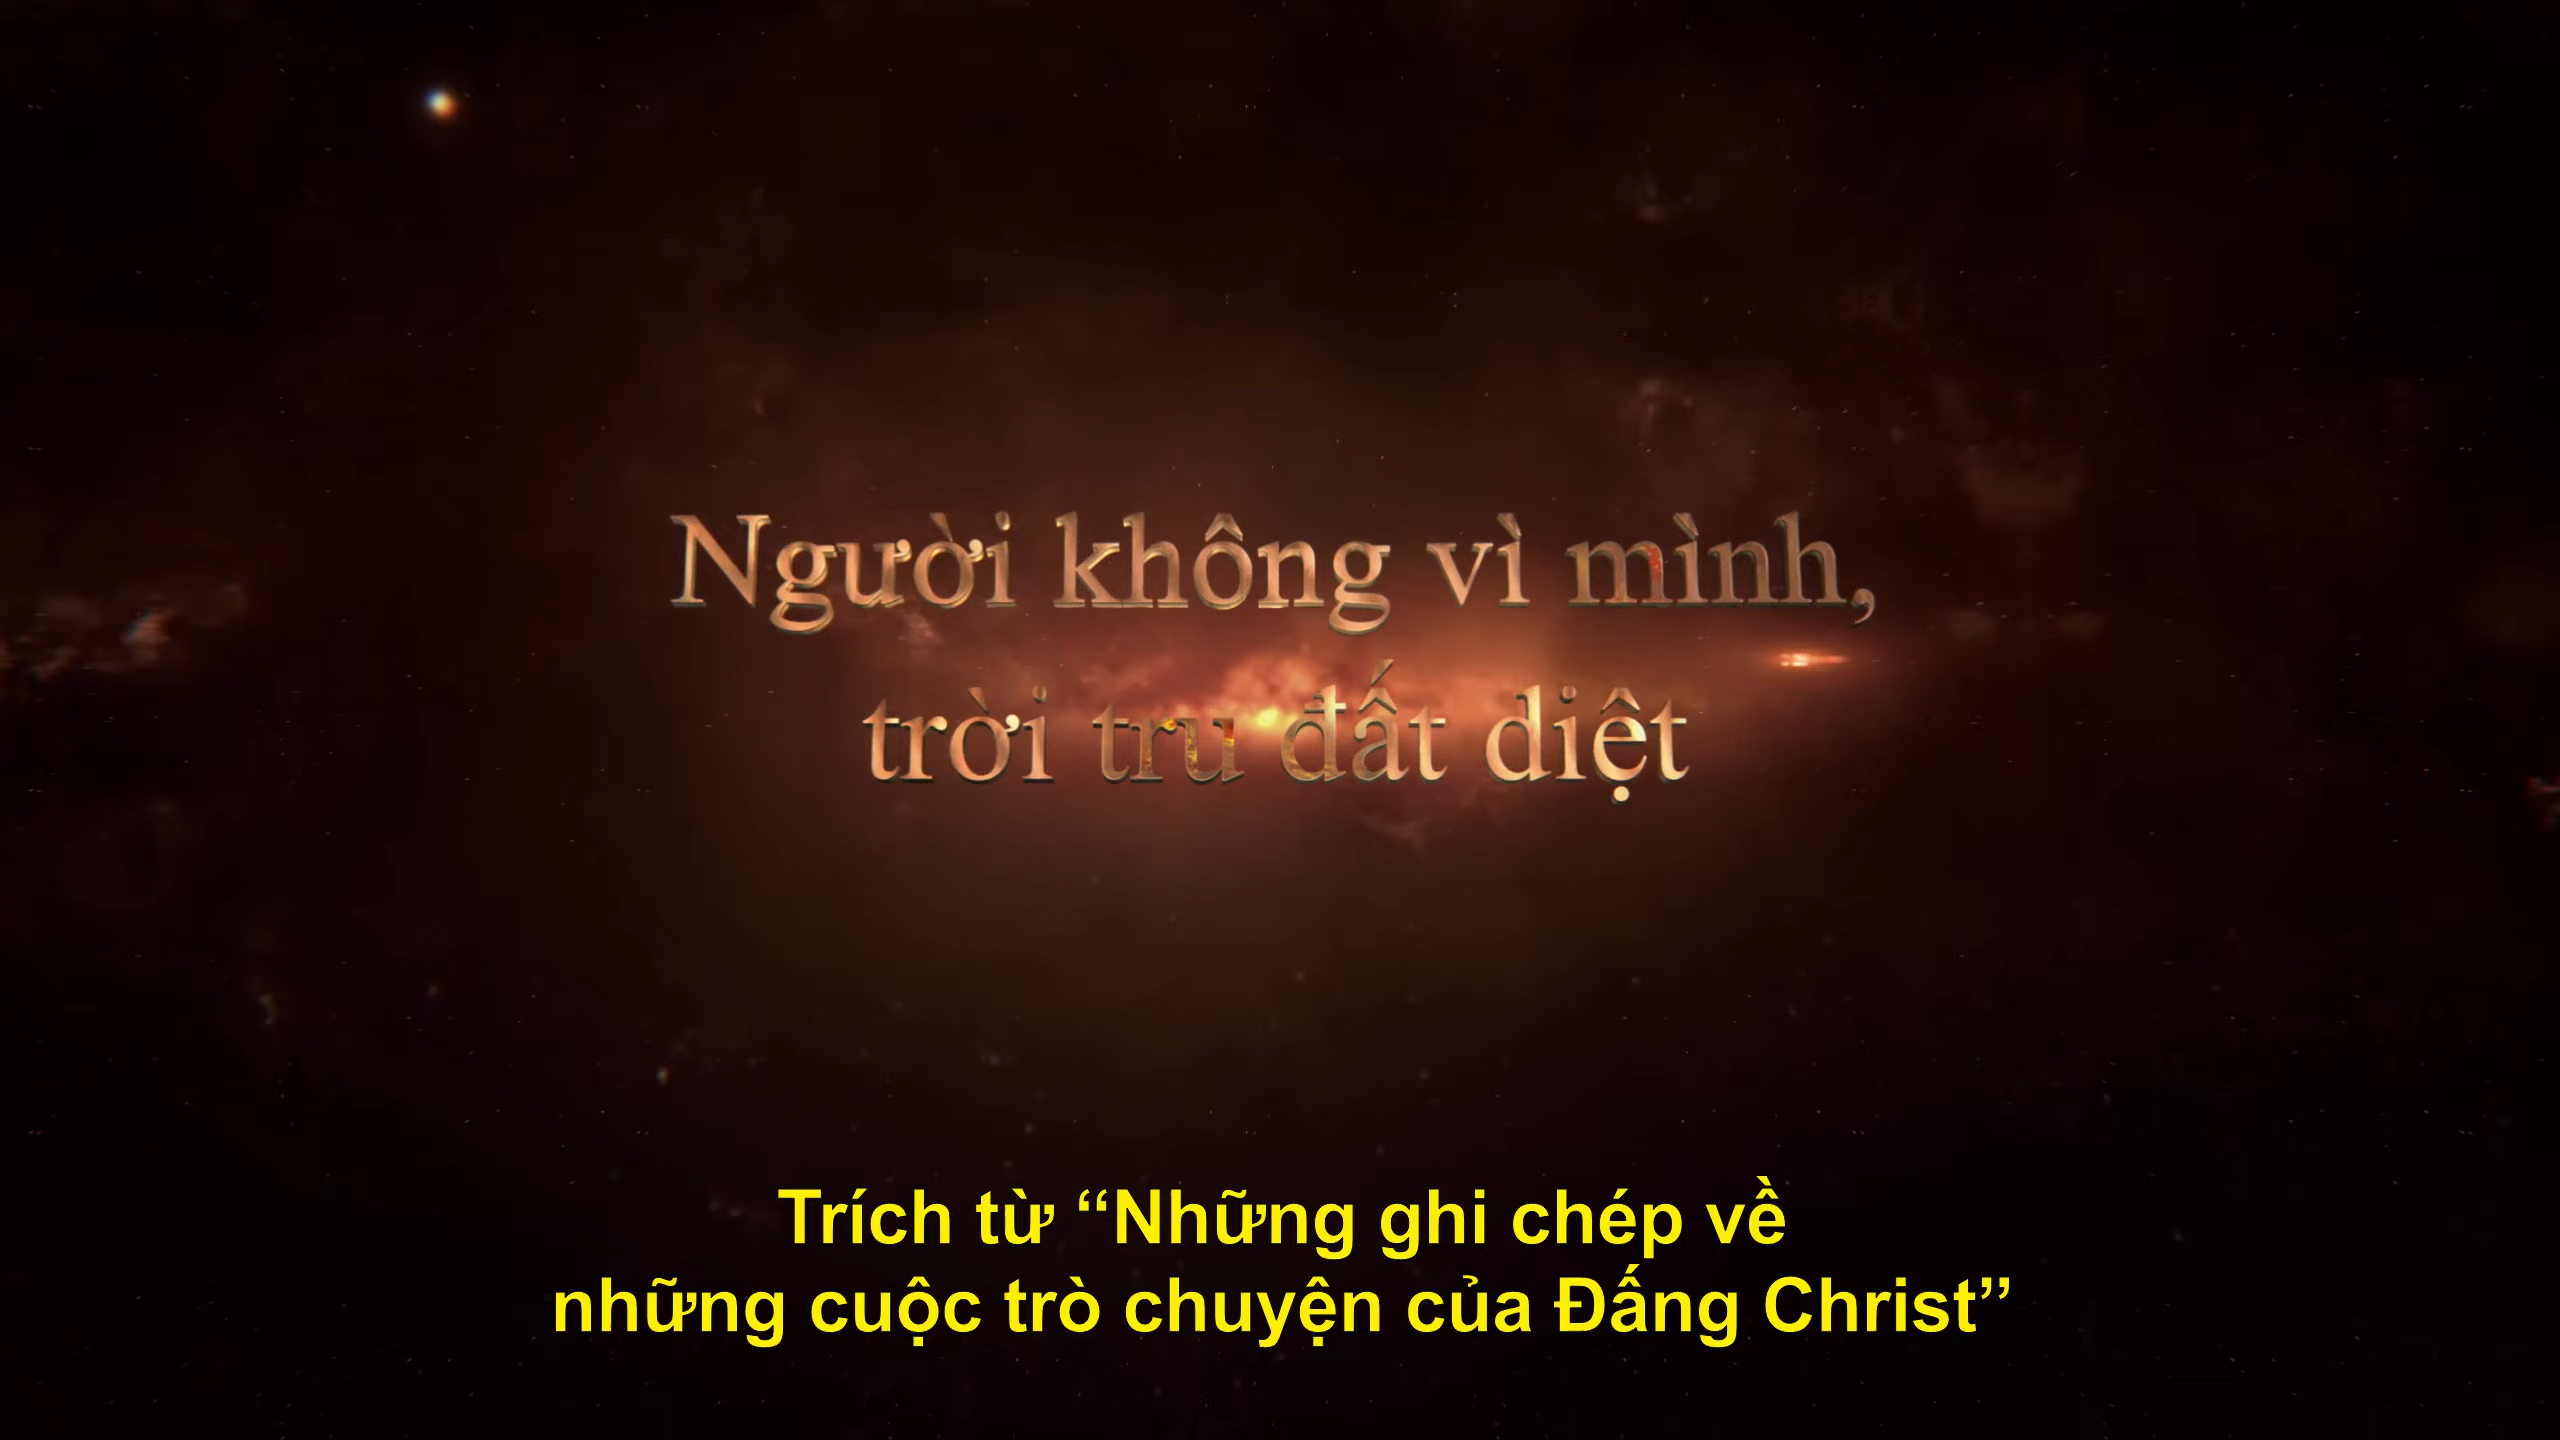 Người không vì mình,
trời tru đất diệt
Trích từ “Những ghi chép về
những cuộc trò chuyện của Đấng Christ”